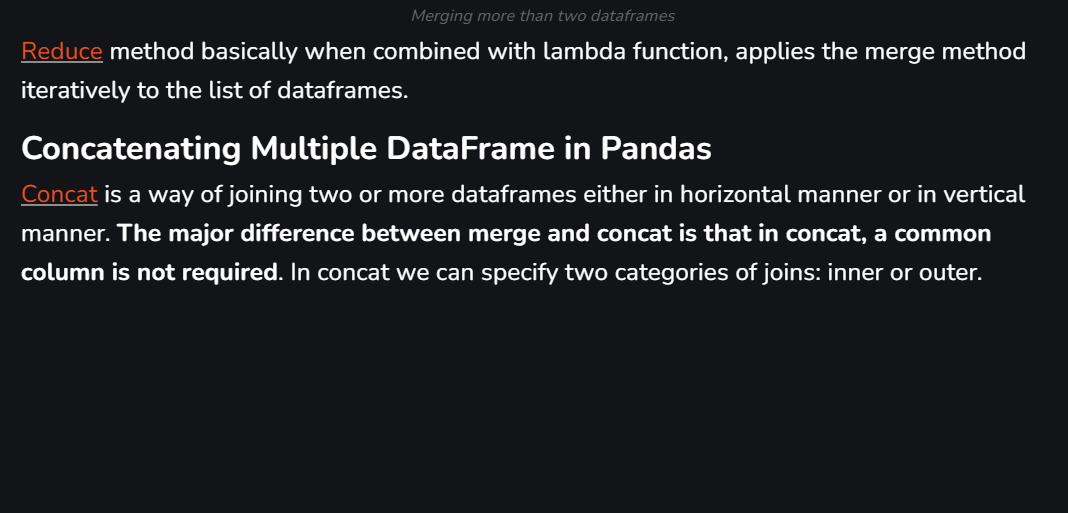 Merging more than two dataframes
Reduce method basically when combined with lambda function, applies the merge method
iteratively to the list of dataframes.
Concatenating Multiple DataFrame in Pandas
Concat is a way of joining two or more dataframes either in horizontal manner or in vertical
manner. The major difference between merge and concat is that in concat, a common
column is not required. In concat we can specify two categories of joins: inner or outer.